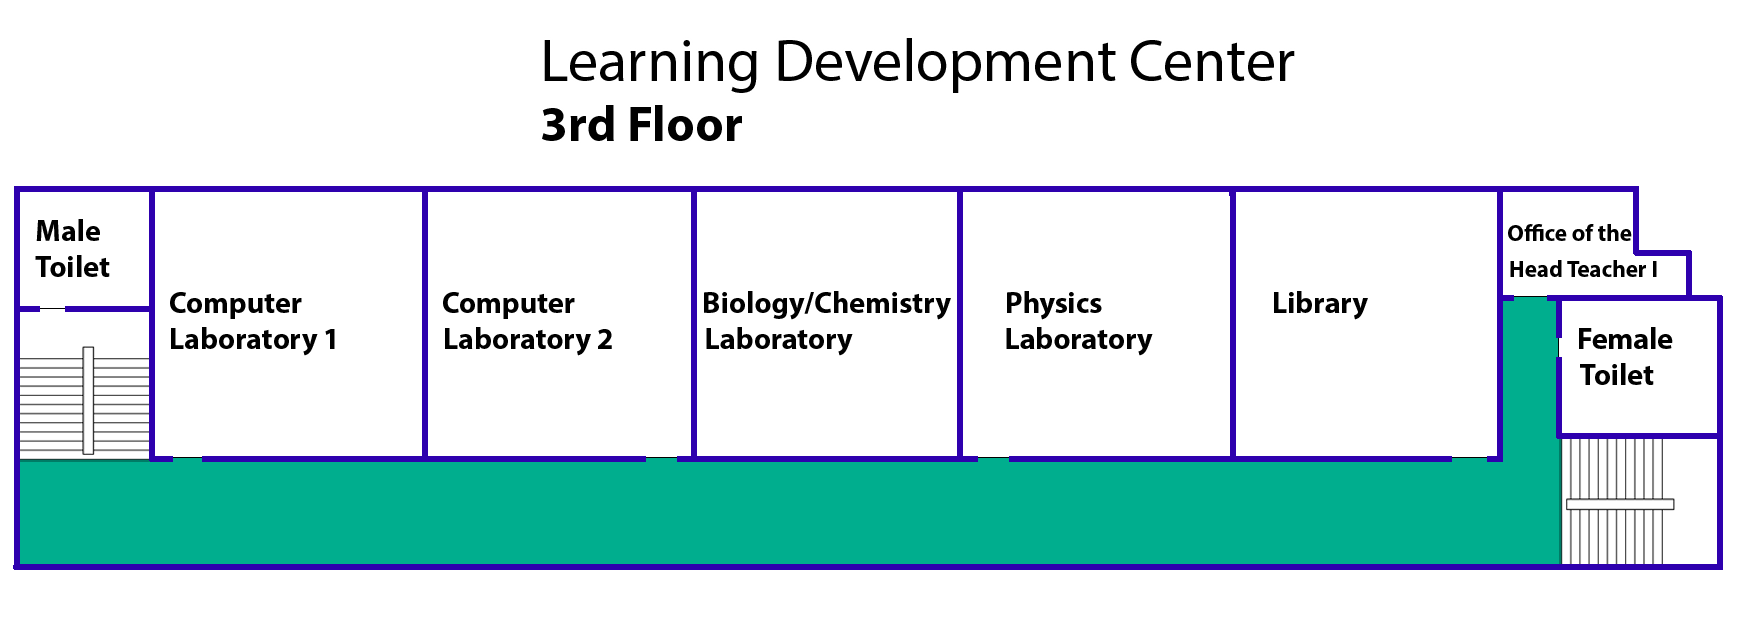 Learning Development Center
3rd Floor
Male
Toilet
Computer
Laboratory 1
Computer
Laboratory 2
Biology/Chemistry
Laboratory
Physics
Laboratory
Library
Office of the
Head Teacher I
Female
Toilet